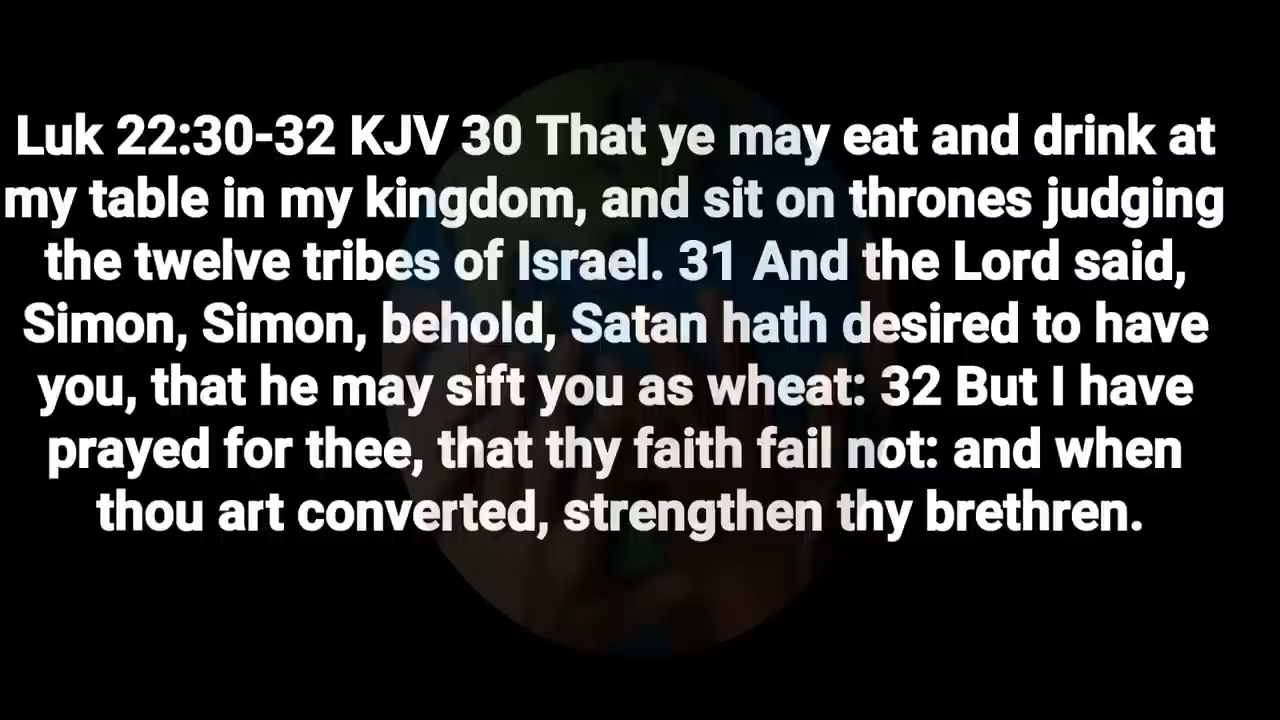 Luk 22:30-32 KJV 30 That ye may eat and drink at
my table in my kingdom, and sit on thrones judging
the twelve tribes of Israel. 31 And the Lord said,
Simon, Simon, behold, Satan hath desired to have
you, that he may sift you as wheat: 32 But I have
prayed for thee, that thy faith fail not: and when
thou art converted, strengthen thy brethren.